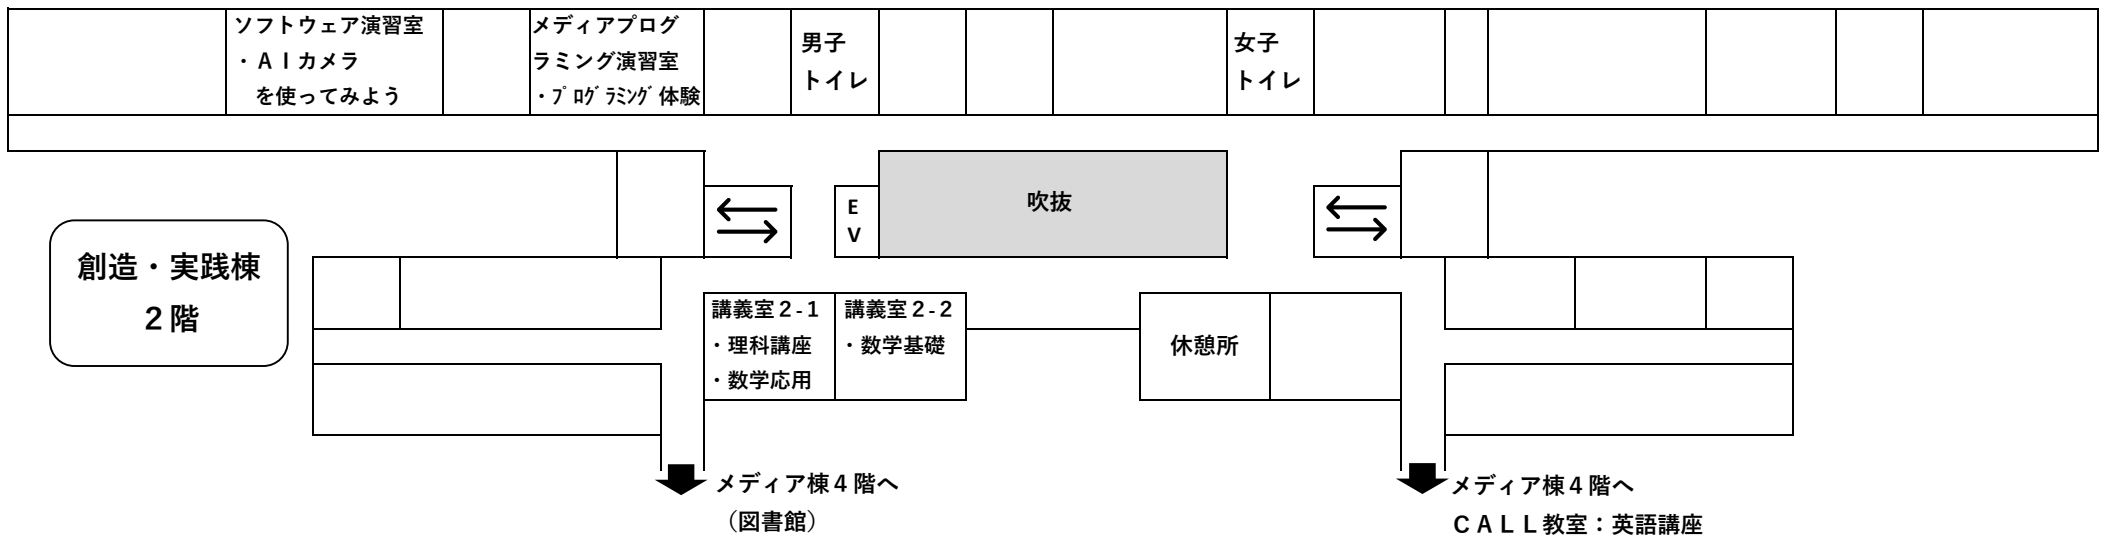 ソフトウェア演習室
・ＡＩカメラ
を使ってみよう
メディアプログ
ラミング演習室
・ﾌﾟﾛｸﾞﾗﾐﾝｸﾞ体験
男子
トイレ
女子
トイレ
E
V
吹抜
創造・実践棟
２階
講義室２-１
・理科講座
・数学応用
講義室２-２
・数学基礎
休憩所
メディア棟４階へ
（図書館）
メディア棟４階へ
ＣＡＬＬ教室：英語講座